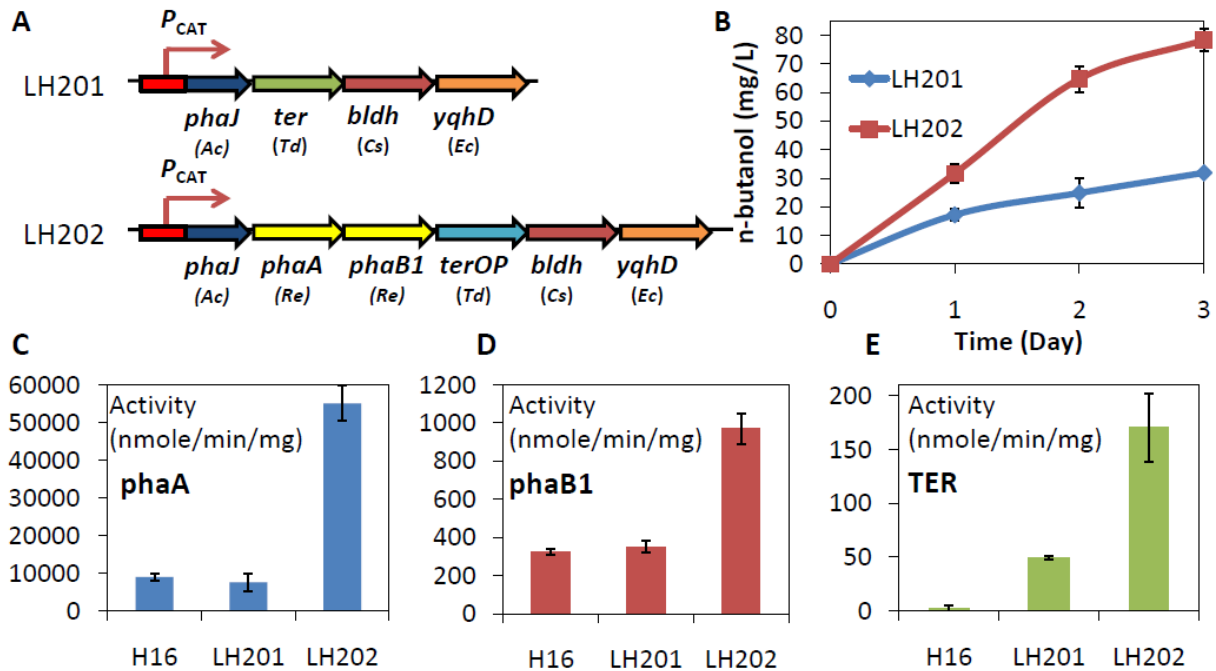 A
P CAT
LH201
phaJ ter bldh yqhD
(Ac) (Td) (Cs) (Ec)
P CAT
LH202
phaJ phaA phaB1 terOP bldh yqhD
(Ac) (Re) (Re) (Td) (Cs) (Ec)
B
n-butanol (mg/L)
80
70
60
50
40
30
20
10
0
LH201
LH202
0 1 2 3
Time (Day)
C
60000
50000
40000
30000
20000
10000
0
Activity
(nmole/min/mg)
phaA
H16 LH201 LH202
D
1200
1000
800
600
400
200
0
Activity
(nmole/min/mg)
phaB1
H16 LH201 LH202
E
200
150
100
50
0
Activity
(nmole/min/mg)
TER
H16 LH201 LH202